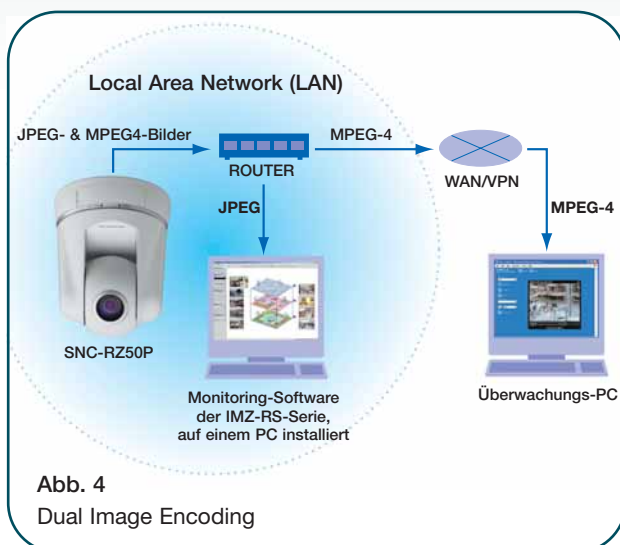 Local Area Network (LAN)
JPEG- & MPEG4-Bilder
MPEG-4
ROUTER
WAN/VPN
JPEG
MPEG-4
SNC-RZ50P
Monitoring-Software
der IMZ-RS-Serie,
auf einem PC installiert
Überwachungs-PC
Abb. 4
Dual Image Encoding